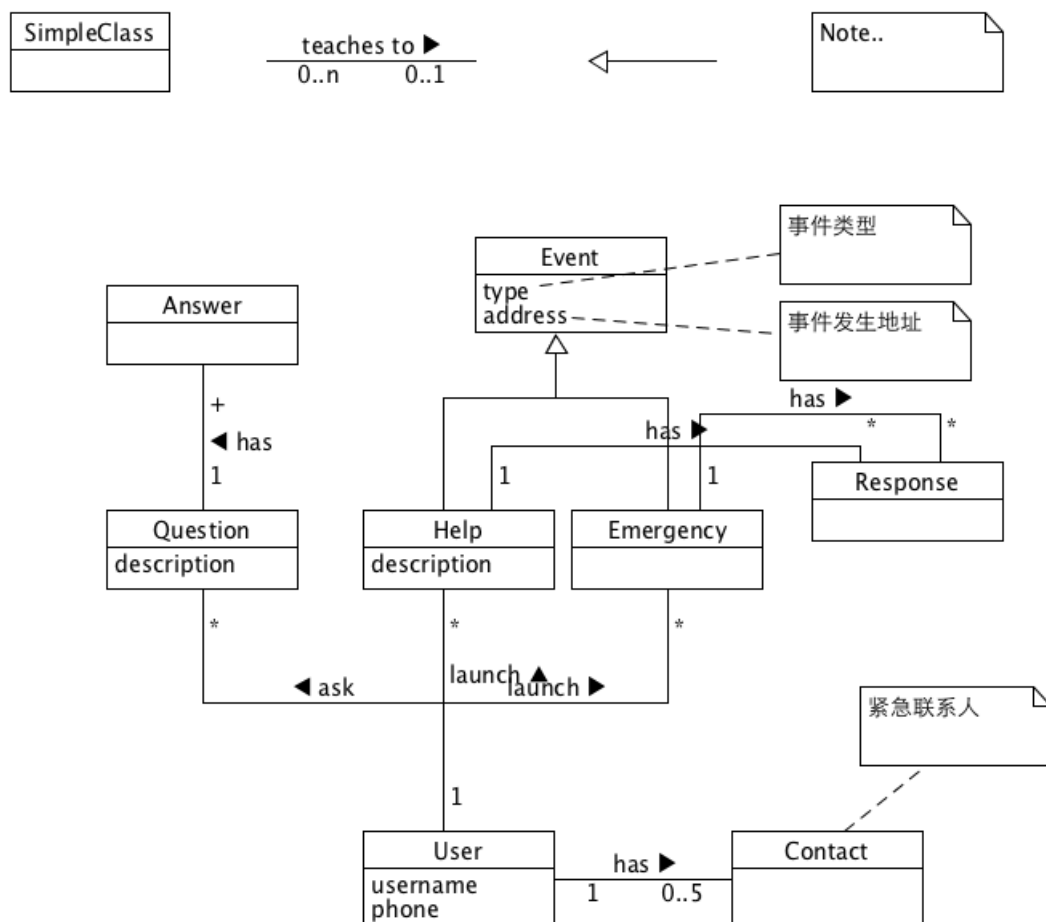 SimpleClass
teaches to ▶
0..n 0..1
Note..
事件类型
Event
type
address
事件发生地址
Answer
+
has ▶
* *
◀ has
has ▶
1
1
1
Response
Question
description
Help
description
Emergency
*
*
*
launch ▲
◀ ask
launch ▶
紧急联系人
1
User
username
phone
has ▶
1 0..5
Contact